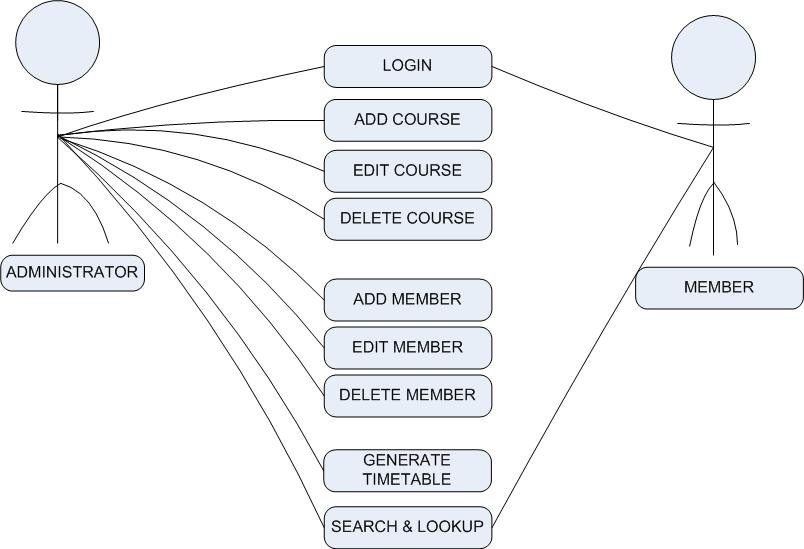 LOGIN
ADD COURSE
EDIT COURSE
DELETE COURSE
ADMINISTRATOR
MEMBER
ADD MEMBER
EDIT MEMBER
DELETE MEMBER
GENERATE
TIMETABLE
SEARCH & LOOKUP